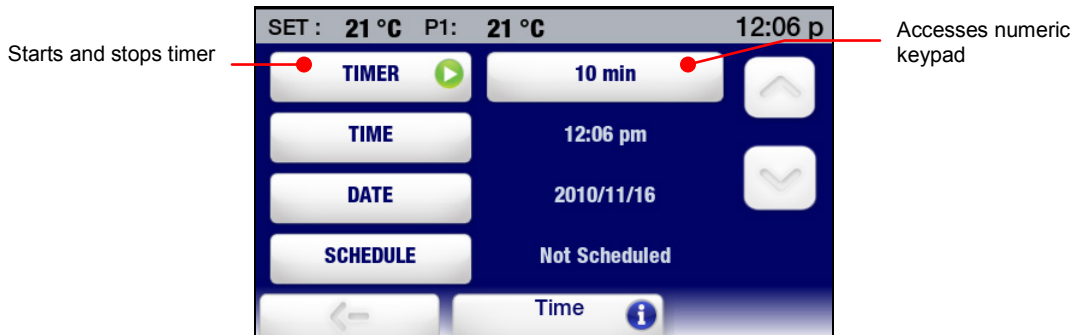 SET : 21 °C P1: 21 °C 12:06 p
Starts and stops timer
Accesses numeric
keypad
TIMER 10 min
TIME 12:06 pm
DATE 2010/11/16
SCHEDULE Not Scheduled
Time i